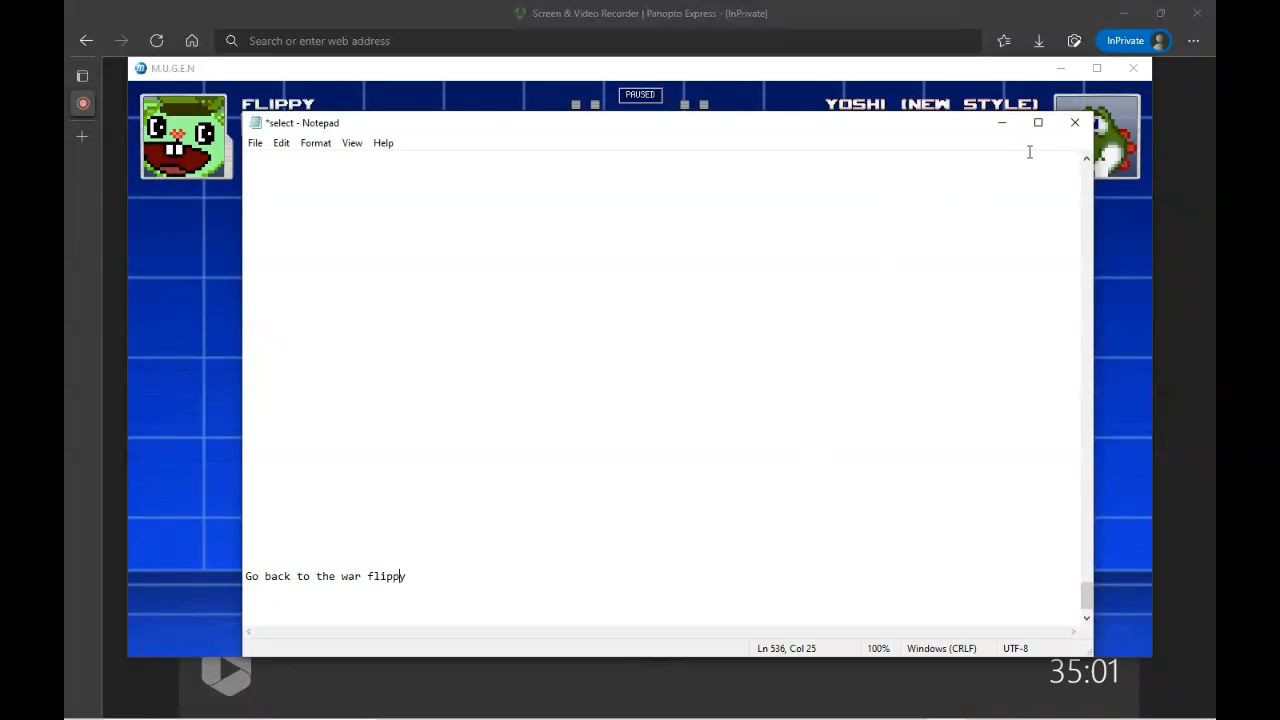 Screen & Video Recorder | Panopto Express - [InPrivate]
Search or enter web address
InPrivate
M.U.G.E.N
FLIPPY
PAUSED
YOSHI (NEW STYLE)
*select - Notepad
File Edit Format View Help
Go back to the war flippy
Ln 536, Col 25
100%
Windows (CRLF)
UTF-8
35:01